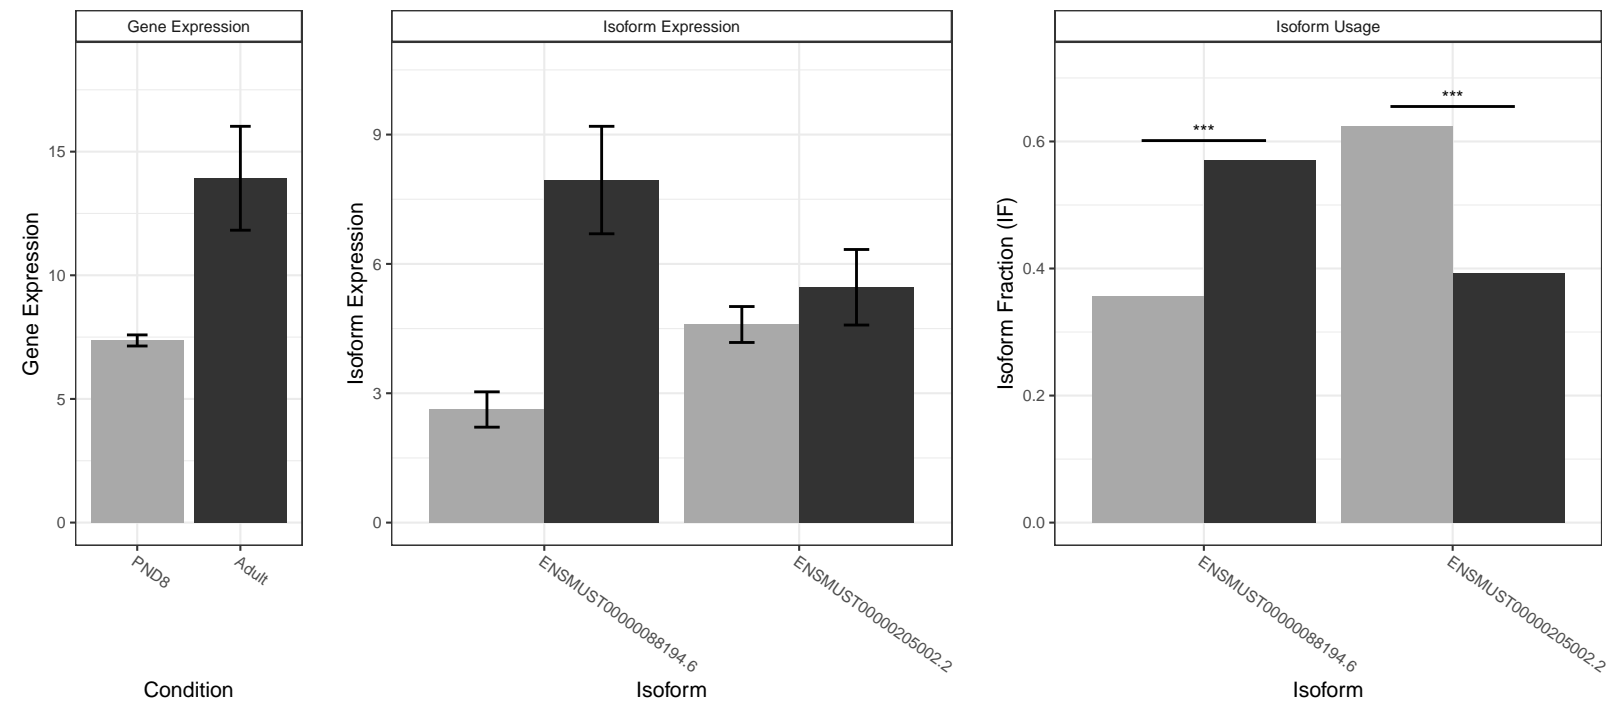 Gene Expression
Isoform Expression
Isoform Usage
Gene Expression
15
10
5
0
PND8
Adult
Condition
Isoform Expression
9
6
3
0
ENSMUST00000088194.6
ENSMUST00000205002.2
Isoform
Isoform Fraction (IF)
0.6
0.4
0.2
0.0
***
***
ENSMUST00000088194.6
ENSMUST00000205002.2
Isoform